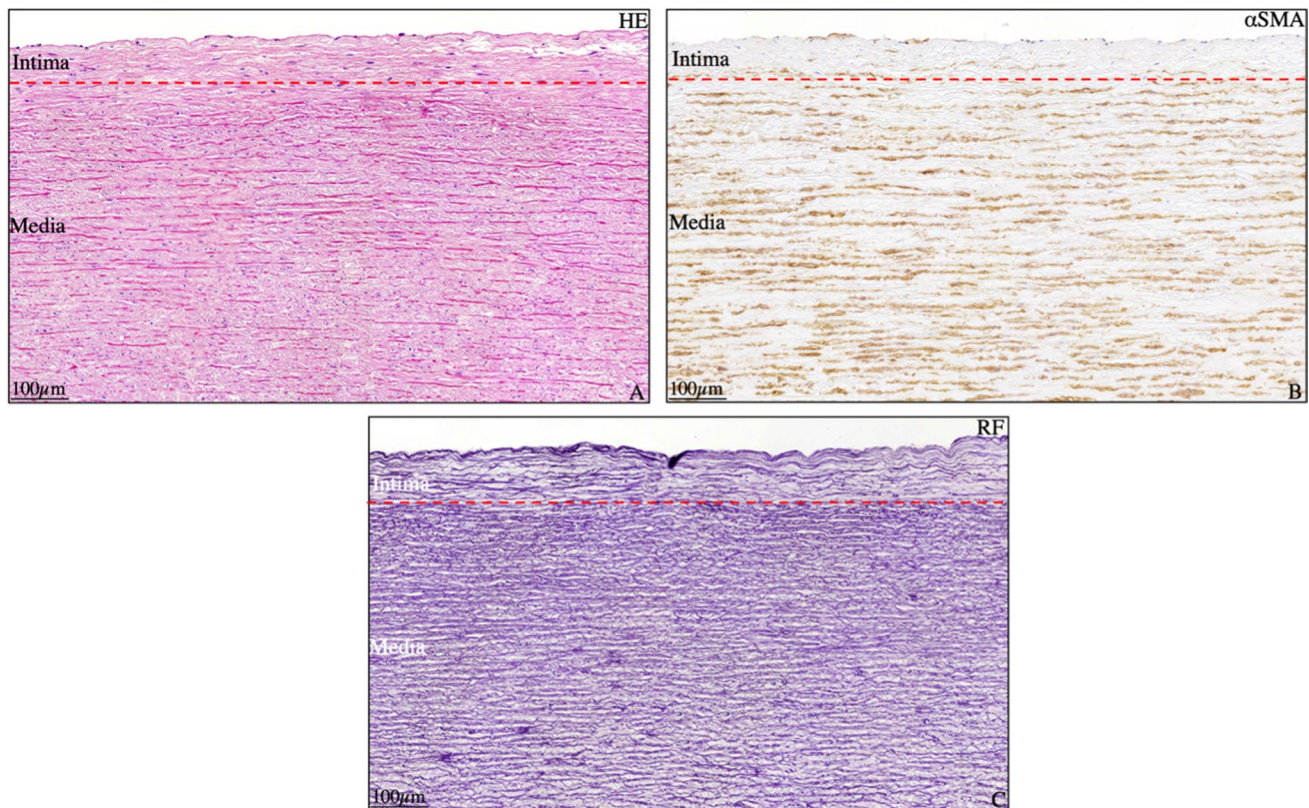 HE
Intima
Media
100µm
A
αSMA
Intima
Media
100µm
B
RF
Intima
Media
100µm
C